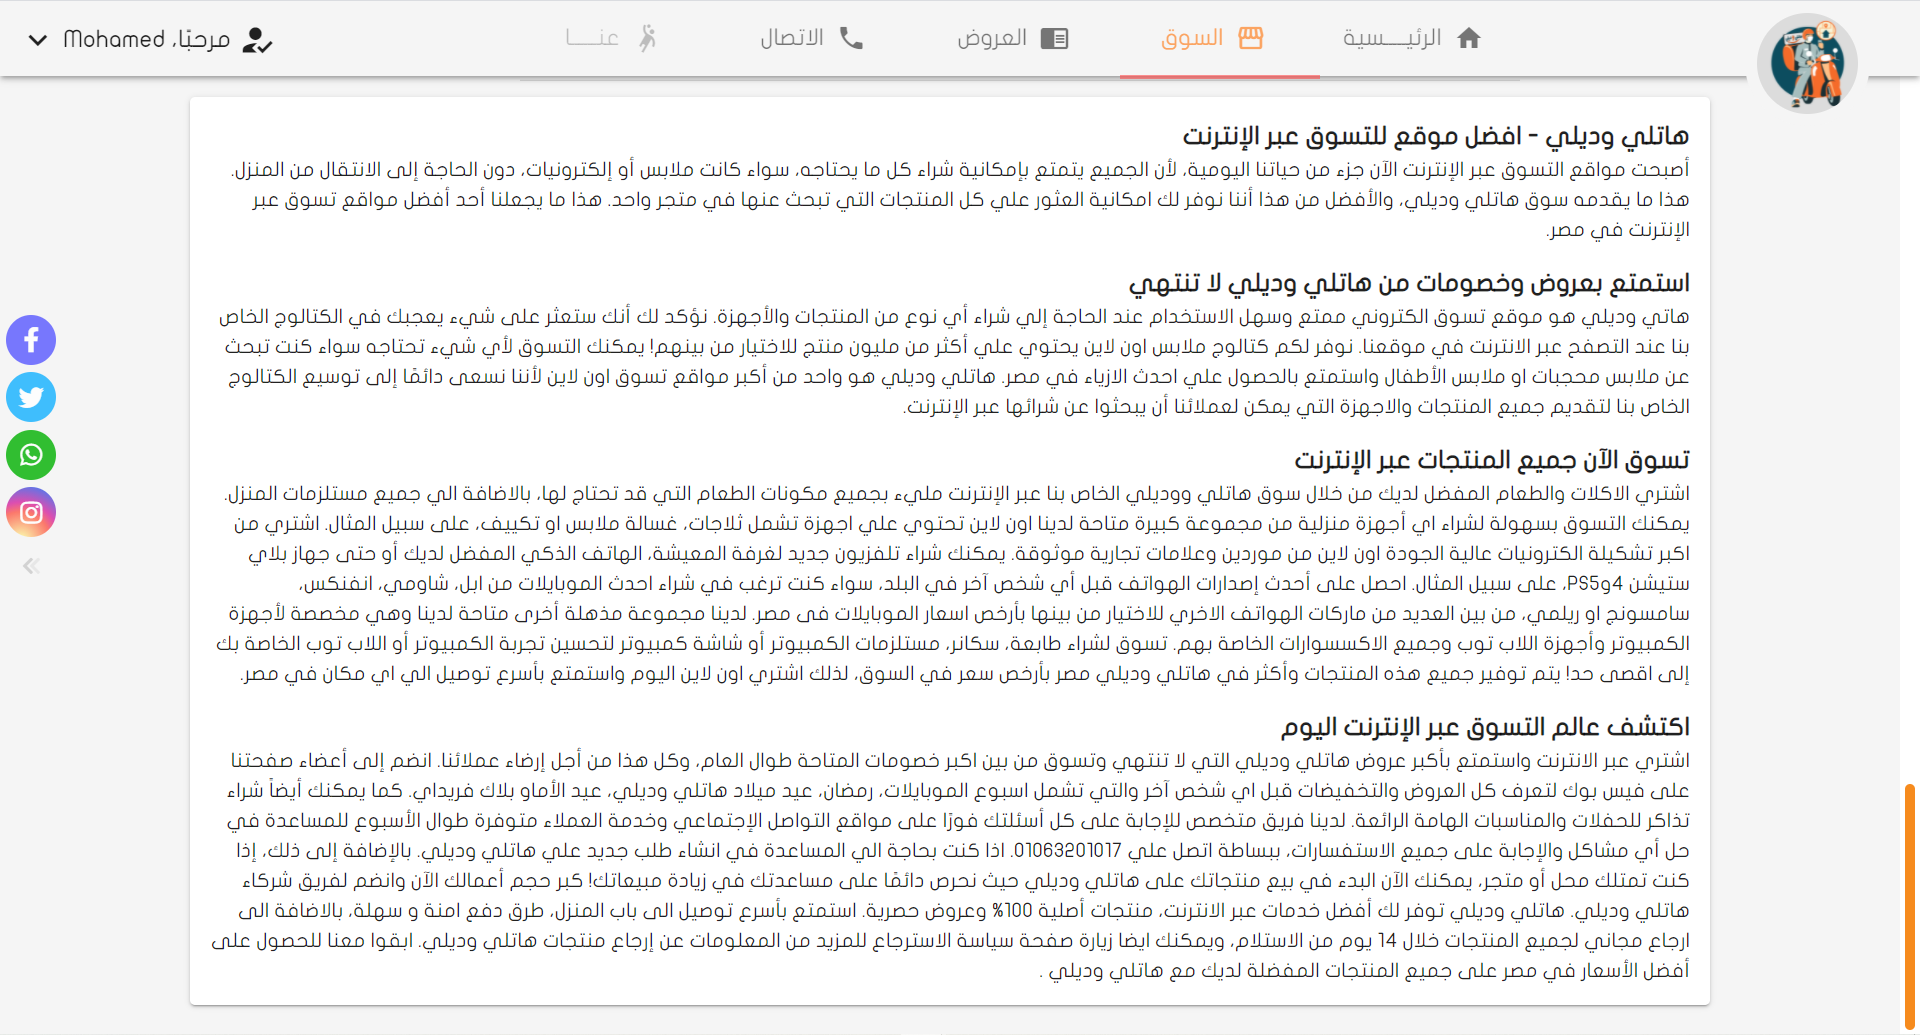 الرئيـــسية
السوق
العروض
الاتصال
عنـــا
مرحبًا، Mohamed
هاتلي وديلي - افضل موقع للتسوق عبر الإنترنت
أصبحت مواقع التسوق عبر الإنترنت الآن جزء من حياتنا اليومية، لأن الجميع يتمتع بإمكانية شراء كل ما يحتاجه، سواء كانت ملابس أو إلكترونيات، دون الحاجة إلى الانتقال من المنزل.
هذا ما يقدمه سوق هاتلي وديلي، والأفضل من هذا أننا نوفر لك امكانية العثور علي كل المنتجات التي تبحث عنها في متجر واحد. هذا ما يجعلنا أحد أفضل مواقع تسوق عبر
الإنترنت في مصر.
استمتع بعروض وخصومات من هاتلي وديلي لا تنتهي
هاتي وديلي هو موقع تسوق الكتروني ممتع وسهل الاستخدام عند الحاجة إلي شراء أي نوع من المنتجات والأجهزة. نؤكد لك أنك ستعثر على شيء يعجبك في الكتالوج الخاص
بنا عند التصفح عبر الانترنت في موقعنا. نوفر لكم كتالوج ملابس اون لاين يحتوي علي أكثر من مليون منتج للاختيار من بينهم! يمكنك التسوق لأي شيء تحتاجه سواء كنت تبحث
عن ملابس محجبات او ملابس الأطفال واستمتع بالحصول علي احدث الازياء في مصر. هاتلي وديلي هو واحد من أكبر مواقع تسوق اون لاين لأننا نسعى دائمًا إلى توسيع الكتالوج
الخاص بنا لتقديم جميع المنتجات والاجهزة التي يمكن لعملائنا أن يبحثوا عن شرائها عبر الإنترنت.
تسوق الآن جميع المنتجات عبر الإنترنت
اشتري الاكلات والطعام المفضل لديك من خلال سوق هاتلي ووديلي الخاص بنا عبر الإنترنت مليء بجميع مكونات الطعام التي قد تحتاج لها، بالاضافة الي جميع مستلزمات المنزل.
يمكنك التسوق بسهولة لشراء اي أجهزة منزلية من مجموعة كبيرة متاحة لدينا اون لاين تحتوي علي اجهزة تشمل ثلاجات، غسالة ملابس او تكييف، على سبيل المثال. اشتري من
اكبر تشكيلة الكترونيات عالية الجودة اون لاين من موردين وعلامات تجارية موثوقة. يمكنك شراء تلفزيون جديد لغرفة المعيشة، الهاتف الذكي المفضل لديك أو حتى جهاز بلاي
ستيشن 4وPS5، على سبيل المثال. احصل على أحدث إصدارات الهواتف قبل أي شخص آخر في البلد، سواء كنت ترغب في شراء احدث الموبايلات من ابل، شاومي، انفنكس،
سامسونج او ريلمي، من بين العديد من ماركات الهواتف الاخري للاختيار من بينها بأرخص اسعار الموبايلات فى مصر. لدينا مجموعة مذهلة أخرى متاحة لدينا وهي مخصصة لأجهزة
الكمبيوتر وأجهزة اللاب توب وجميع الاكسسوارات الخاصة بهم. تسوق لشراء طابعة، سكانر، مستلزمات الكمبيوتر أو شاشة كمبيوتر لتحسين تجربة الكمبيوتر أو اللاب توب الخاصة بك
إلى اقصى حد! يتم توفير جميع هذه المنتجات وأكثر في هاتلي وديلي مصر بأرخص سعر في السوق، لذلك اشتري اون لاين اليوم واستمتع بأسرع توصيل الي اي مكان في مصر.
اكتشف عالم التسوق عبر الإنترنت اليوم
اشتري عبر الانترنت واستمتع بأكبر عروض هاتلي وديلي التي لا تنتهي وتسوق من بين اكبر خصومات المتاحة طوال العام، وكل هذا من أجل إرضاء عملائنا. انضم إلى أعضاء صفحتنا
على فيس بوك لتعرف كل العروض والتخفيضات قبل اي شخص آخر والتي تشمل اسبوع الموبايلات، رمضان، عيد ميلاد هاتلي وديلي، عيد الأماو بلاك فريداي. كما يمكنك أيضاً شراء
تذاكر للحفلات والمناسبات الهامة الرائعة. لدينا فريق متخصص للإجابة على كل أسئلتك فورًا على مواقع التواصل الإجتماعي وخدمة العملاء متوفرة طوال الأسبوع للمساعدة في
حل أي مشاكل والإجابة على جميع الاستفسارات، ببساطة اتصل علي 01063201017. اذا كنت بحاجة الي المساعدة في انشاء طلب جديد علي هاتلي وديلي. بالإضافة إلى ذلك، إذا
كنت تمتلك محل أو متجر، يمكنك الآن البدء في بيع منتجاتك على هاتلي وديلي حيث نحرص دائمًا على مساعدتك في زيادة مبيعاتك! كبر حجم أعمالك الآن وانضم لفريق شركاء
هاتلي وديلي. هاتلي وديلي توفر لك أفضل خدمات عبر الانترنت، منتجات أصلية 100% وعروض حصرية. استمتع بأسرع توصيل الى باب المنزل، طرق دفع امنة و سهلة، بالاضافة الى
ارجاع مجاني لجميع المنتجات خلال 14 يوم من الاستلام، ويمكنك ايضا زيارة صفحة سياسة الاسترجاع للمزيد من المعلومات عن إرجاع منتجات هاتلي وديلي. ابقوا معنا للحصول على
أفضل الأسعار في مصر على جميع المنتجات المفضلة لديك مع هاتلي وديلي .